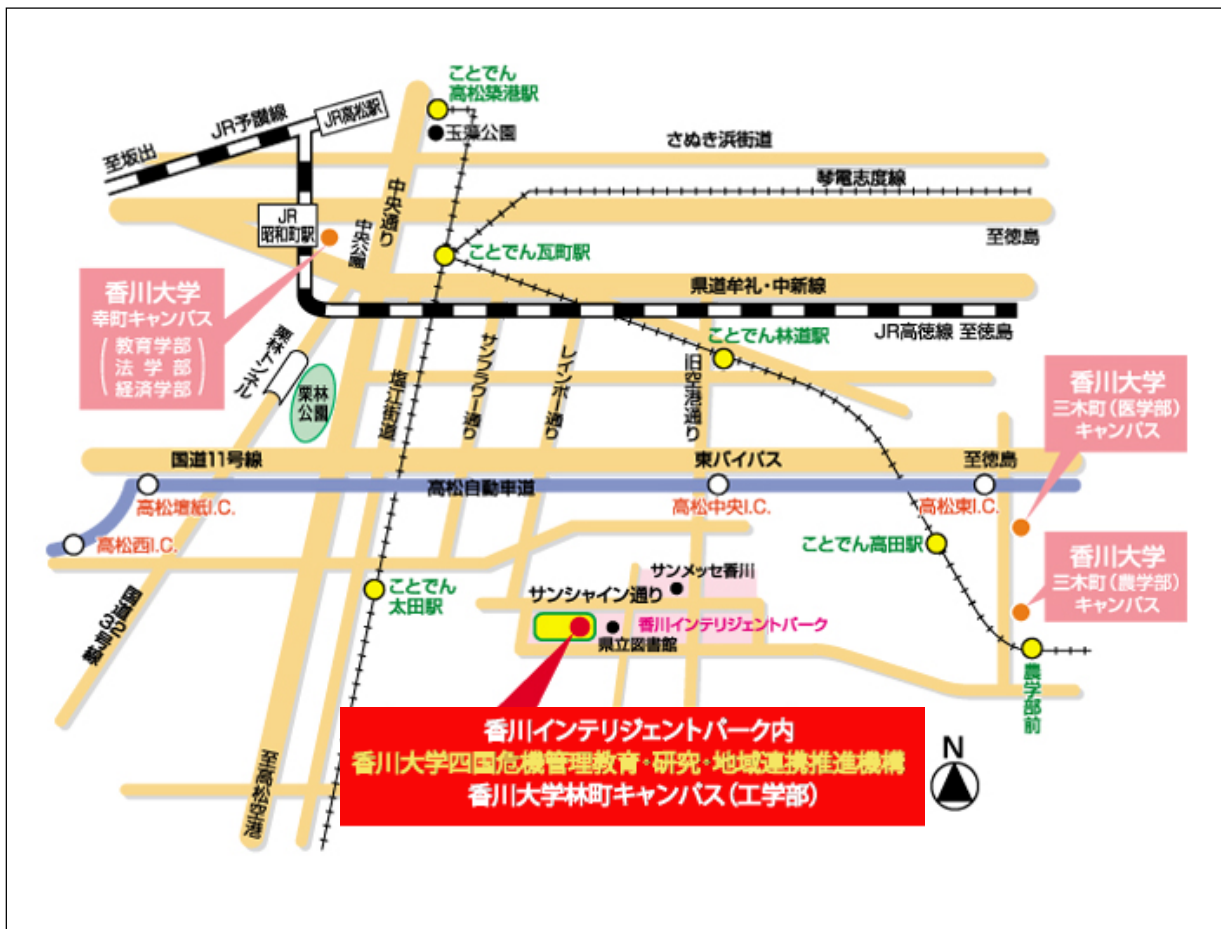 ことでん
高松築港駅
JR予讃線
JR高松駅
至坂出
玉藻公園
さぬき浜街道
中央通り
琴電志度線
JR
昭和町駅
中央公園
至徳島
ことでん瓦町駅
香川大学
幸町キャンパス
教育学部
法学部
経済学部
県道牟礼・中新線
JR高徳線 至徳島
ことでん林道駅
栗林トンネル
栗林
公園
塩江街道
サンフラワー通り
レインボー通り
旧空港通り
香川大学
三木町(医学部)
キャンパス
国道11号線
東バイパス
至徳島
高松自動車道
高松壇紙I.C.
高松中央I.C.
高松東I.C.
高松西I.C.
ことでん高田駅
香川大学
三木町(農学部)
キャンパス
ことでん
太田駅
サンメッセ香川
サンシャイン通り
香川インテリジェントパーク
県立図書館
国道32号線
農学部前
至高松空港
香川インテリジェントパーク内
香川大学四国危機管理教育・研究・地域連携推進機構
香川大学林町キャンパス(工学部)
N